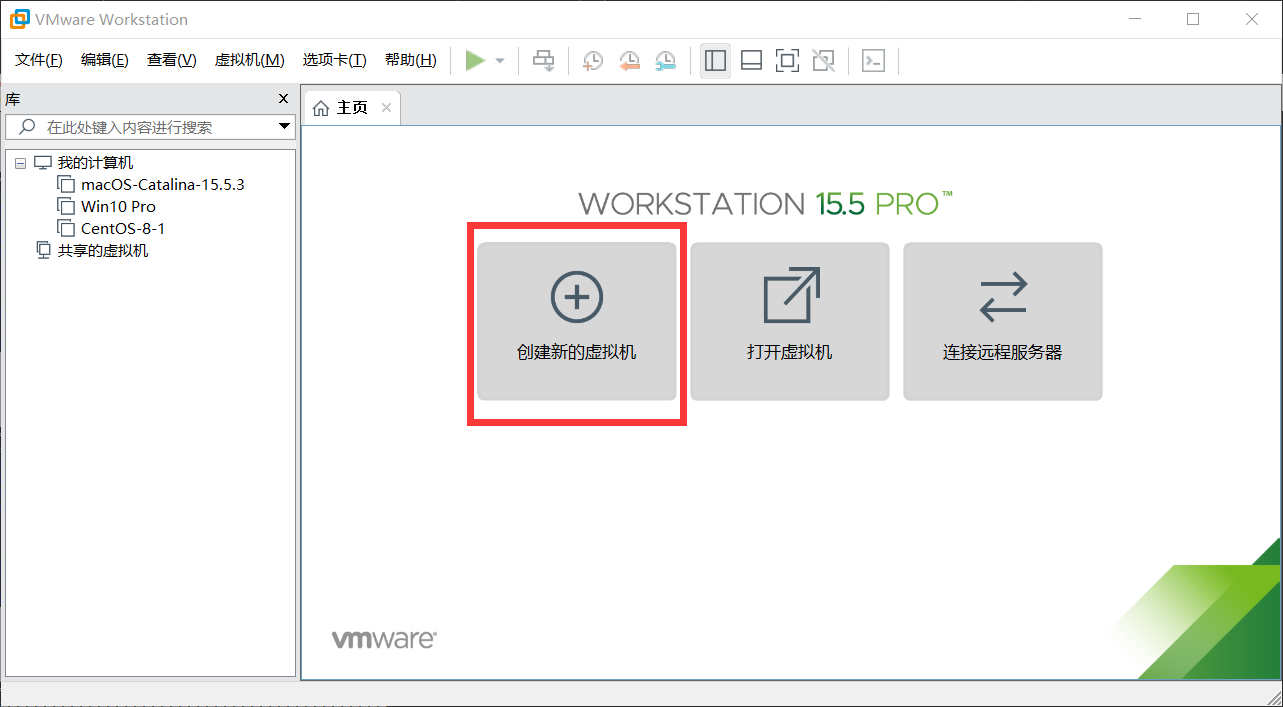 VMware Workstation
文件(F) 编辑(E) 查看(V) 虚拟机(M) 选项卡(T) 帮助(H)
库
主页
在此处键入内容进行搜索
我的计算机
macOS-Catalina-15.5.3
Win10 Pro
CentOS-8-1
共享的虚拟机
WORKSTATION 15.5 PRO™
创建新的虚拟机 打开虚拟机 连接远程服务器
vmware®